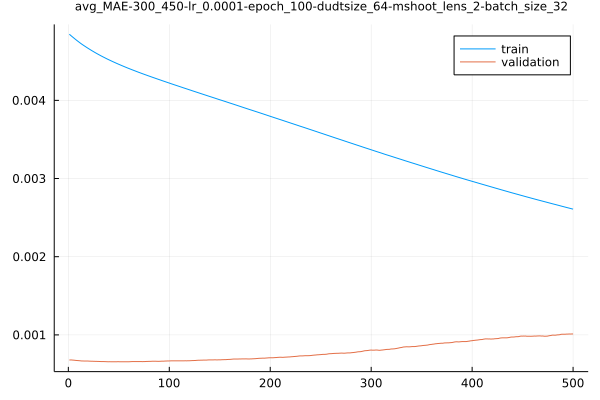 avg_MAE-300_450-lr_0.0001-epoch_100-dudtsize_64-mshoot_lens_2-batch_size_32
train
validation
0.004
0.003
0.002
0.001
0 100 200 300 400 500